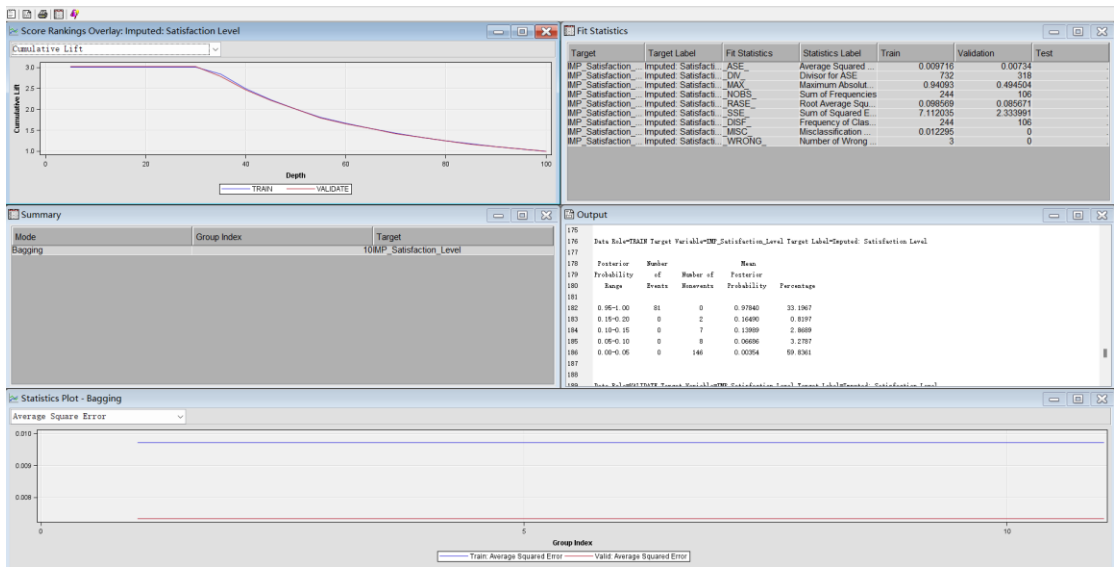 Score Rankings Overlay: Imputed: Satisfaction Level
Cumulative Lift
Cumulative Lift
3.0
2.5
2.0
1.5
1.0
0 20 40 60 80 100
Depth
TRAIN VALIDATE
Fit Statistics
Target Target Label Fit Statistics Statistics Label Train Validation Test
IMP_Satisfaction_... Imputed: Satisfacti... _ASE_ Average Squared ... 0.009716 0.00734 .
IMP_Satisfaction_... Imputed: Satisfacti... _DIV_ Divisor for ASE 732 318 .
IMP_Satisfaction_... Imputed: Satisfacti... _MAX_ Maximum Absolut... 0.94093 0.494504 .
IMP_Satisfaction_... Imputed: Satisfacti... _NOBS_ Sum of Frequencies 244 106 .
IMP_Satisfaction_... Imputed: Satisfacti... _RASE_ Root Average Squ... 0.098569 0.085671 .
IMP_Satisfaction_... Imputed: Satisfacti... _SSE_ Sum of Squared E... 7.112035 2.333991 .
IMP_Satisfaction_... Imputed: Satisfacti... _DISF_ Frequency of Clas... 244 106 .
IMP_Satisfaction_... Imputed: Satisfacti... _MISC_ Misclassification ... 0.012295 0 .
IMP_Satisfaction_... Imputed: Satisfacti... _WRONG_ Number of Wrong ... 3 0 .
Summary
Mode Group Index Target
Bagging 10IMP_Satisfaction_Level
Output
175
176 Data Role=TRAIN Target Variable=IMP_Satisfaction_Level Target Label=Imputed: Satisfaction Level
177
178 Posterior Number Mean
179 Probability of Number of Posterior
180 Range Events Nonevents Probability Percentage
181
182 0.95-1.00 81 0 0.97840 33.1967
183 0.15-0.20 0 2 0.16490 0.8197
184 0.10-0.15 0 7 0.13989 2.8689
185 0.05-0.10 0 8 0.06686 3.2787
186 0.00-0.05 0 146 0.00354 59.8361
187
188
189 Data Role=VALIDATE Target Variable=IMP_Satisfaction_Level Target Label=Imputed: Satisfaction Level
Statistics Plot - Bagging
Average Square Error
0.010
0.009
0.008
0 5 10
Group Index
Train: Average Squared Error Valid: Average Squared Error